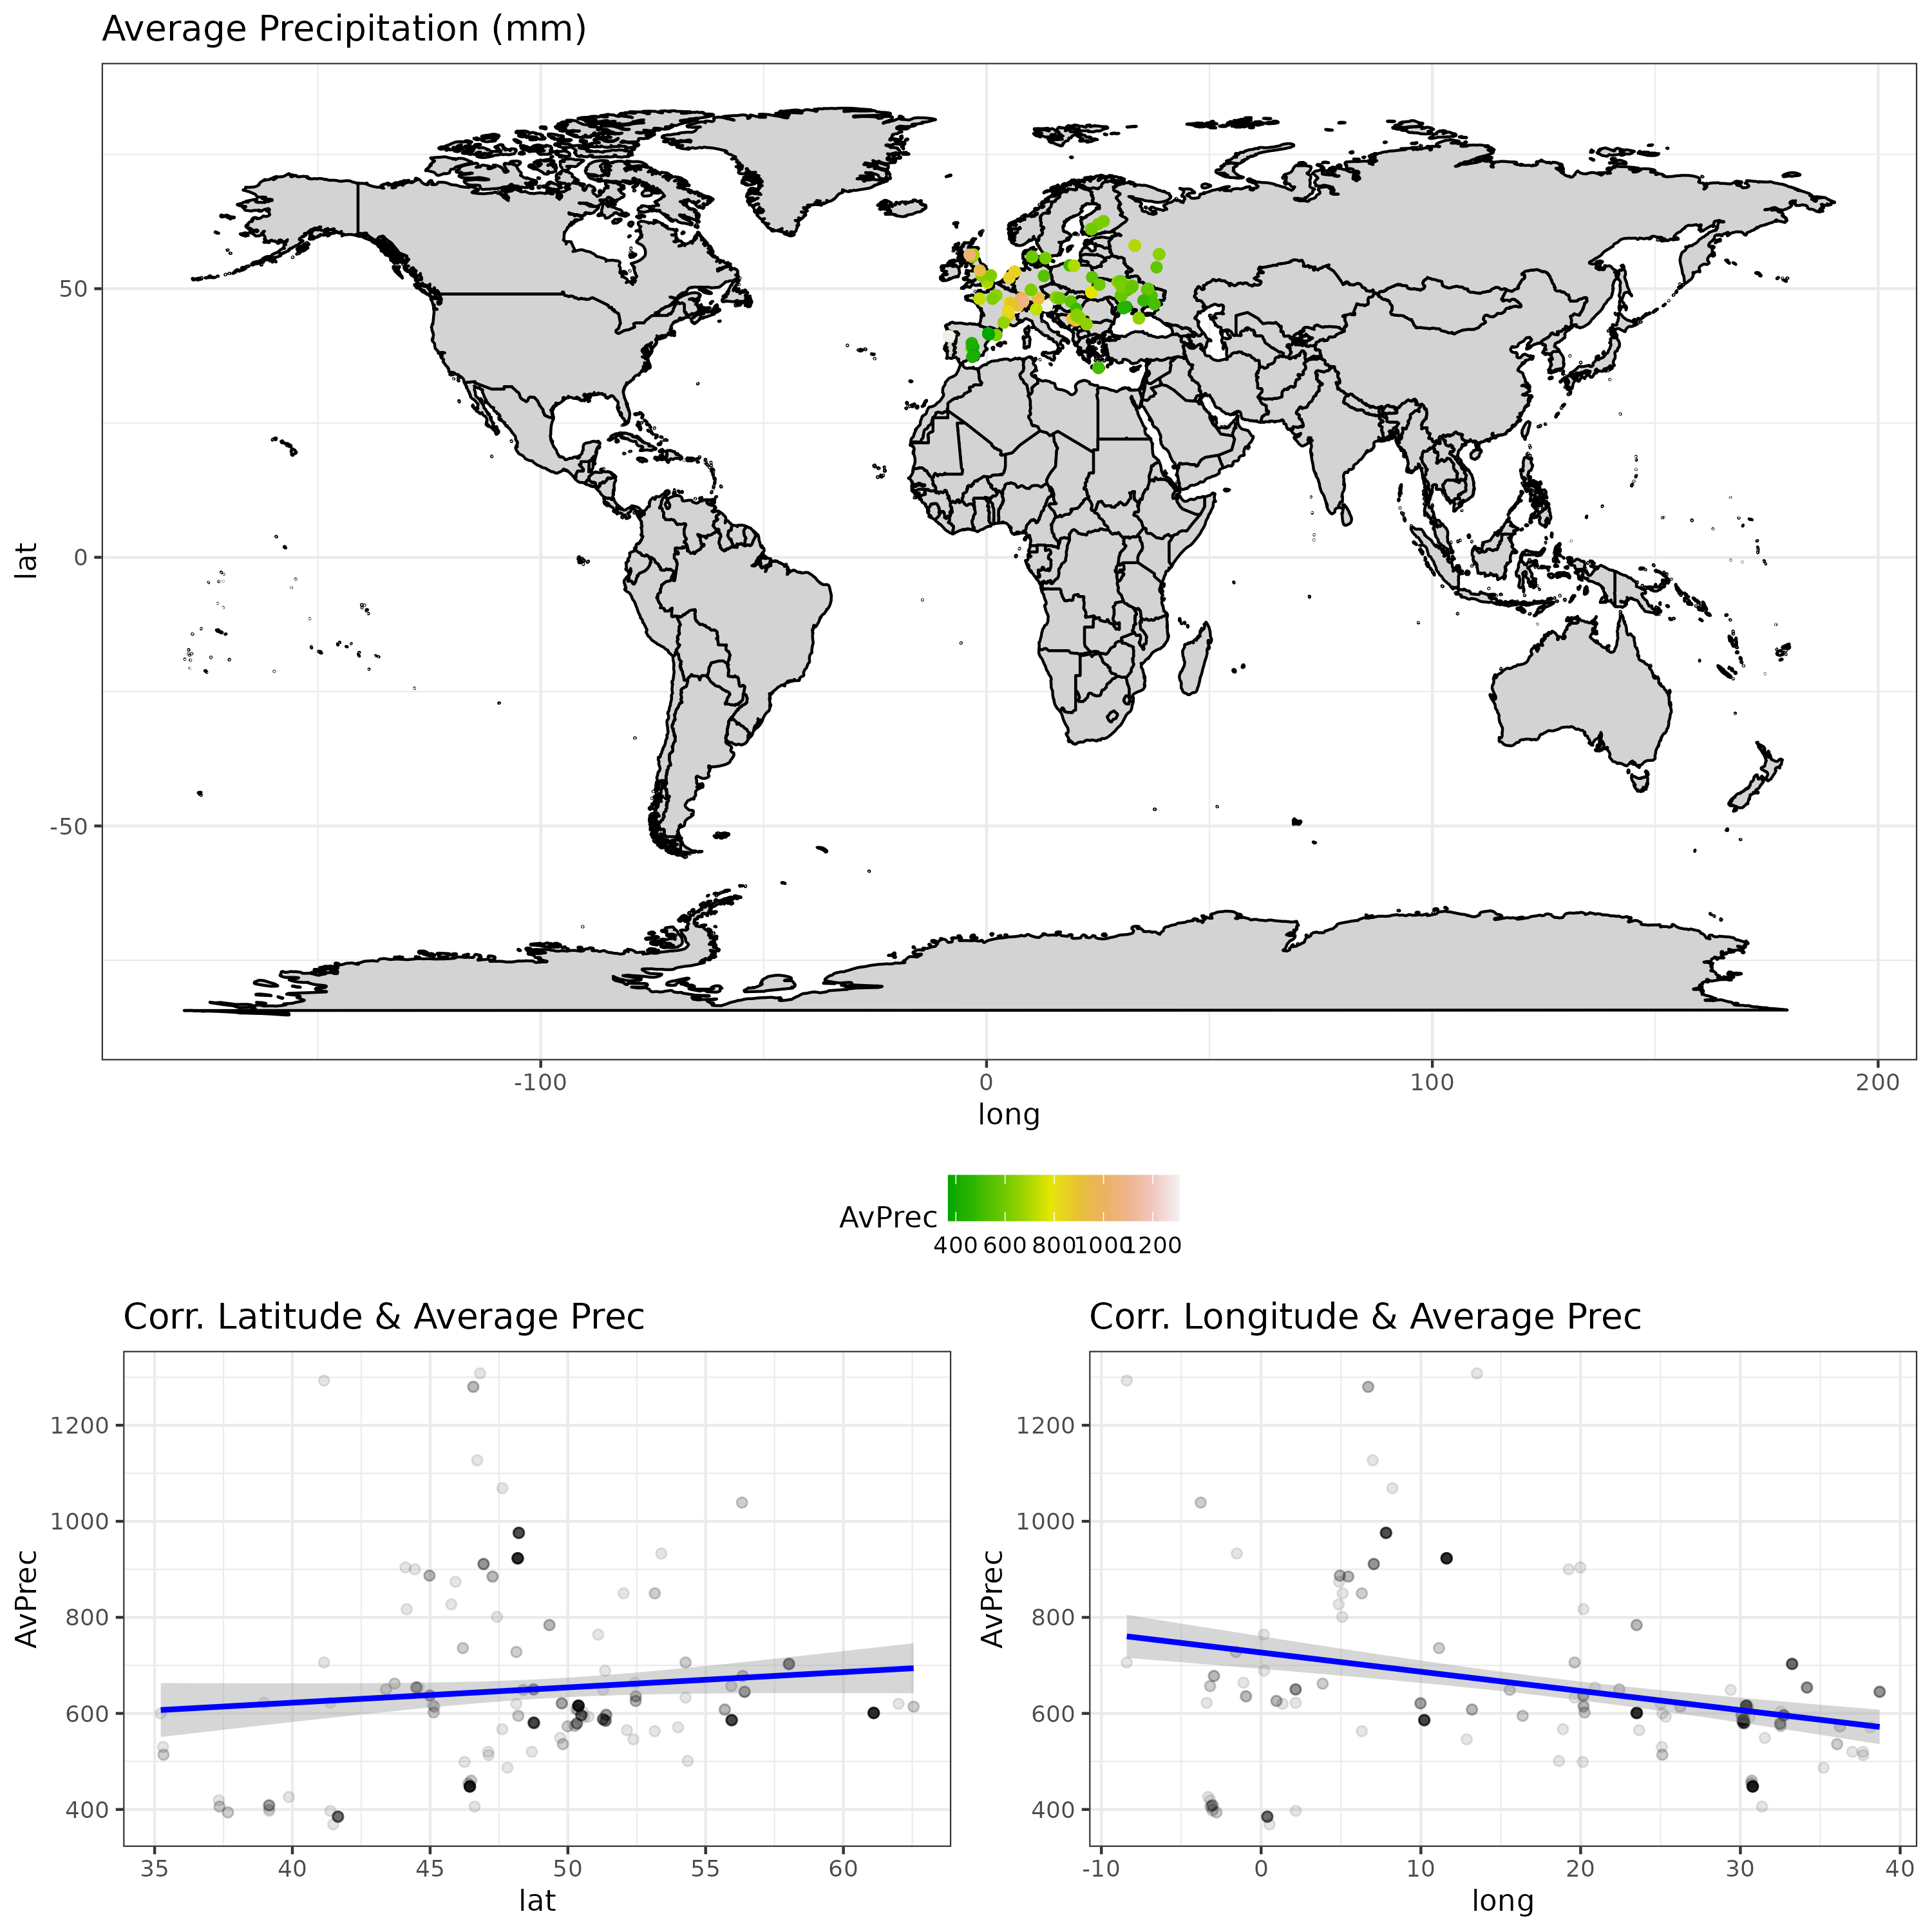 Average Precipitation (mm)
lat
50
0
-50
-100 0 100 200
long
AvPrec
400 600 800 1000 1200
Corr. Latitude & Average Prec
AvPrec
1200
1000
800
600
400
35 40 45 50 55 60
lat
Corr. Longitude & Average Prec
AvPrec
1200
1000
800
600
400
-10 0 10 20 30 40
long